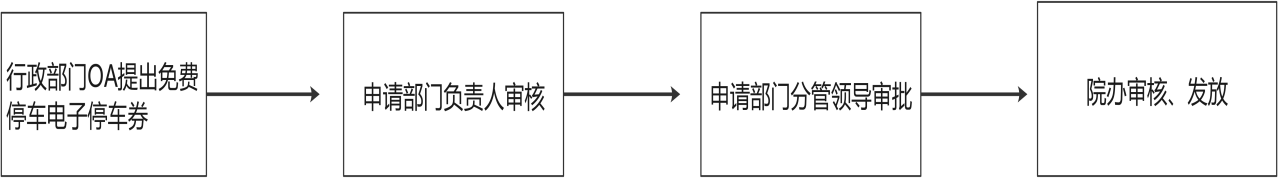 行政部门OA提出免费
停车电子停车券
申请部门负责人审核
申请部门分管领导审批
院办审核、发放